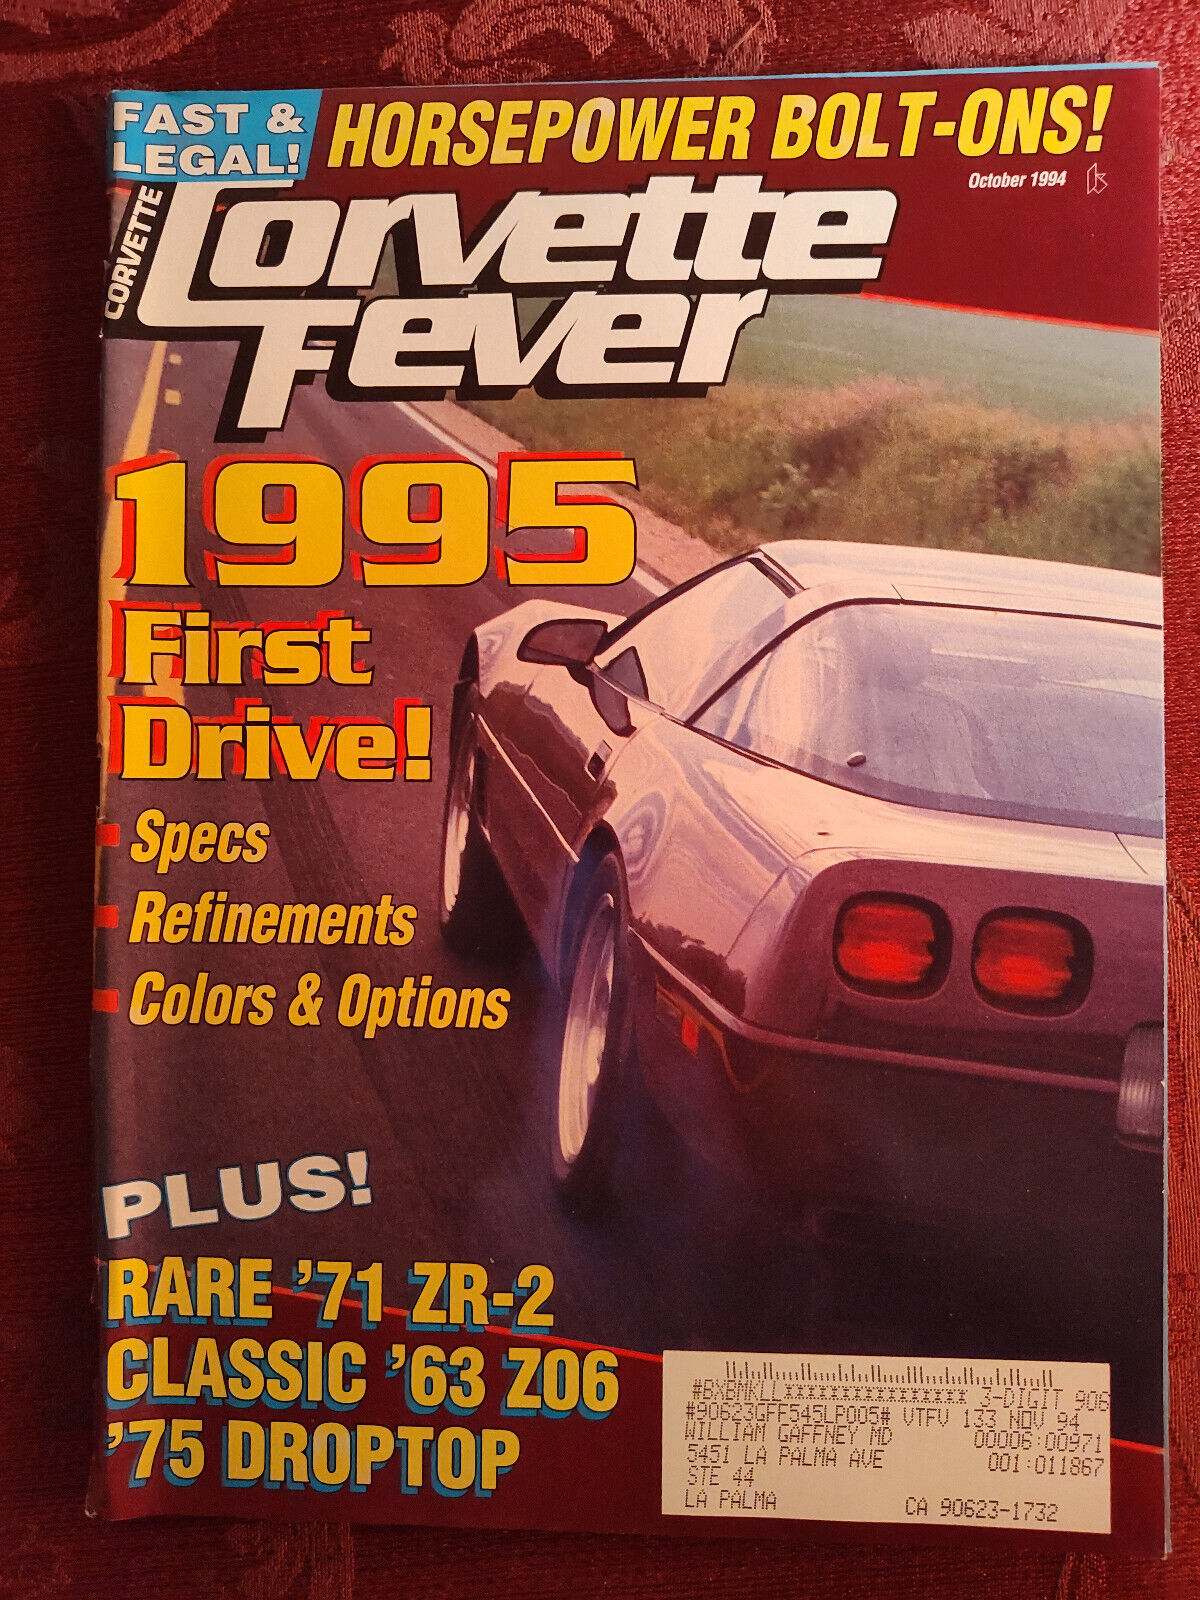 FAST &
LEGAL!
HORSEPOWER BOLT-ONS!
October 1994
CORVETTE
Corvette
Fever
1995
First
Drive!
Specs
Refinements
Colors & Options
PLUS!
RARE '71 ZR-2
CLASSIC '63 Z06
'75 DROPTOP
#BXBMKLLXXXXXXXXXXXXXXXX 3-DIGIT 906
#90623GFF545LP005# VTFV 133 NOV 94
WILLIAM GAFFNEY MD 00006:00971
5451 LA PALMA AVE 001:011867
STE 44
LA PALMA CA 90623-1732